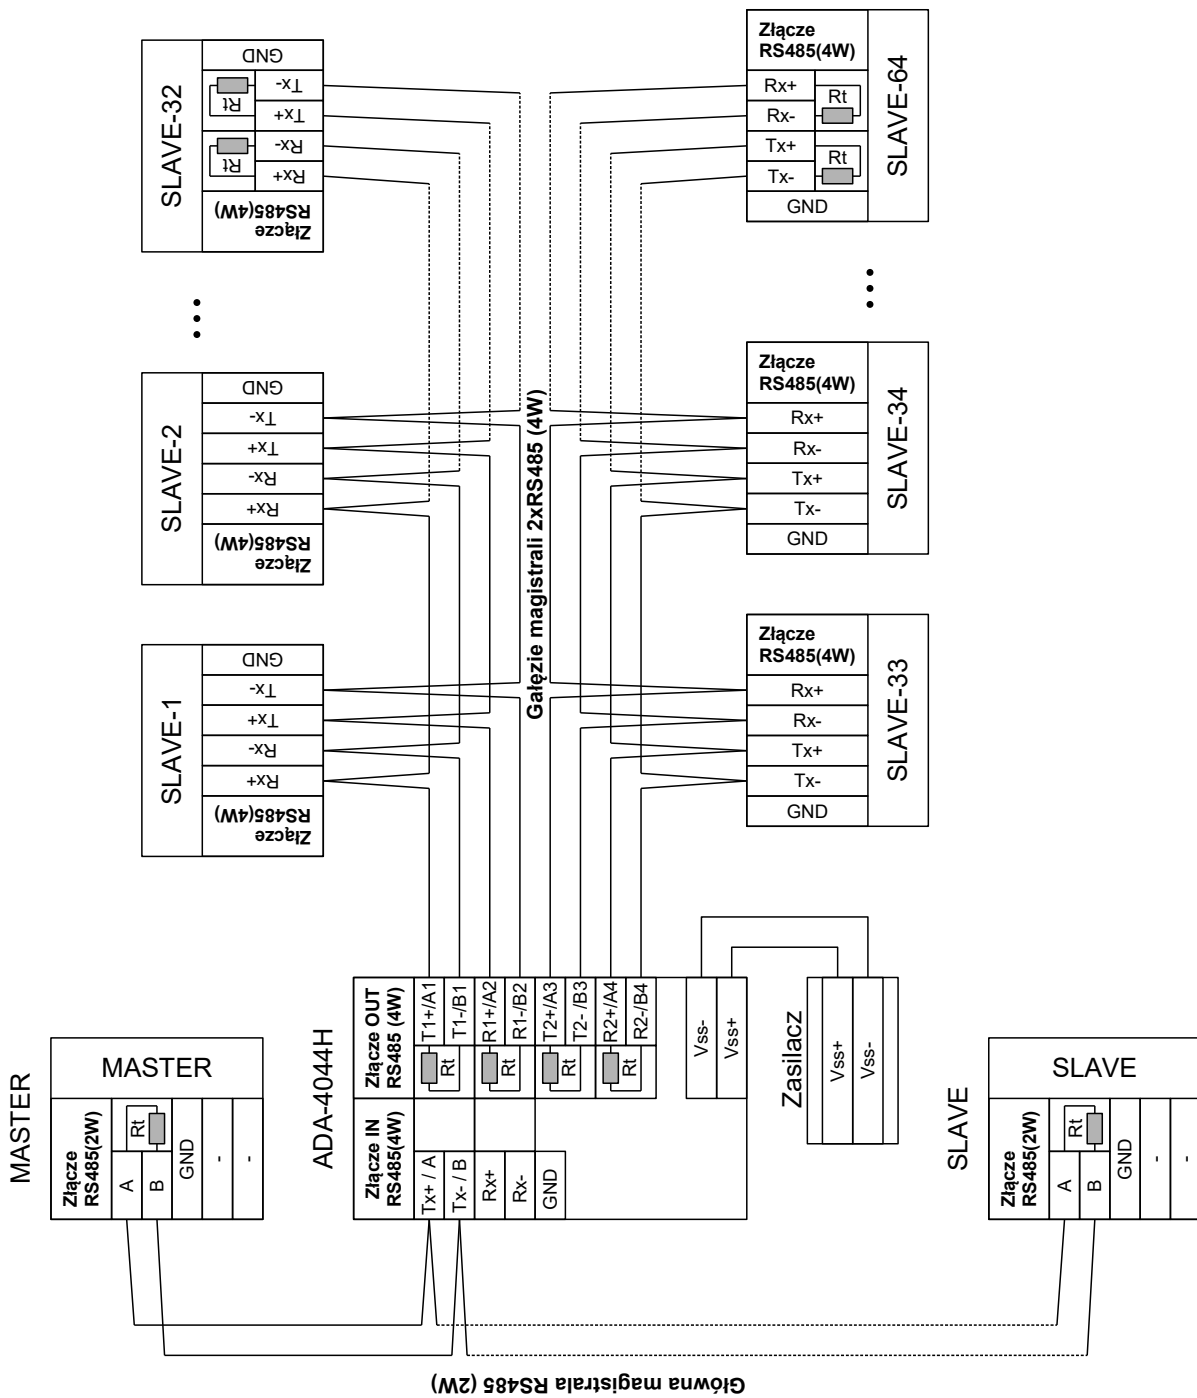 SLAVE-32
GND
Tx-
Tx+
Rx-
Rx+
Rt
Rt
Złącze
RS485(4W)
Złącze
RS485(4W)
Rx+
Rx-
Tx+
Tx-
GND
Rt
Rt
SLAVE-64
SLAVE-2
GND
Tx-
Tx+
Rx-
Rx+
Złącze
RS485(4W)
Złącze
RS485(4W)
Rx+
Rx-
Tx+
Tx-
GND
SLAVE-34
Gałęzie magistrali 2xRS485 (4W)
SLAVE-1
GND
Tx-
Tx+
Rx-
Rx+
Złącze
RS485(4W)
Złącze
RS485(4W)
Rx+
Rx-
Tx+
Tx-
GND
SLAVE-33
MASTER
MASTER
Złącze
RS485(2W)
A
B
GND
-
-
Rt
ADA-4044H
Złącze OUT
RS485 (4W)
T1+/A1
T1-/B1
R1+/A2
R1-/B2
T2+/A3
T2- /B3
R2+/A4
R2-/B4
Rt
Rt
Rt
Rt
Złącze IN
RS485(4W)
Tx+ / A
Tx- / B
Rx+
Rx-
GND
Vss-
Vss+
Zasilacz
Vss+
Vss-
SLAVE
SLAVE
Złącze
RS485(2W)
A
B
GND
-
-
Rt
Główna magistrala RS485 (2W)